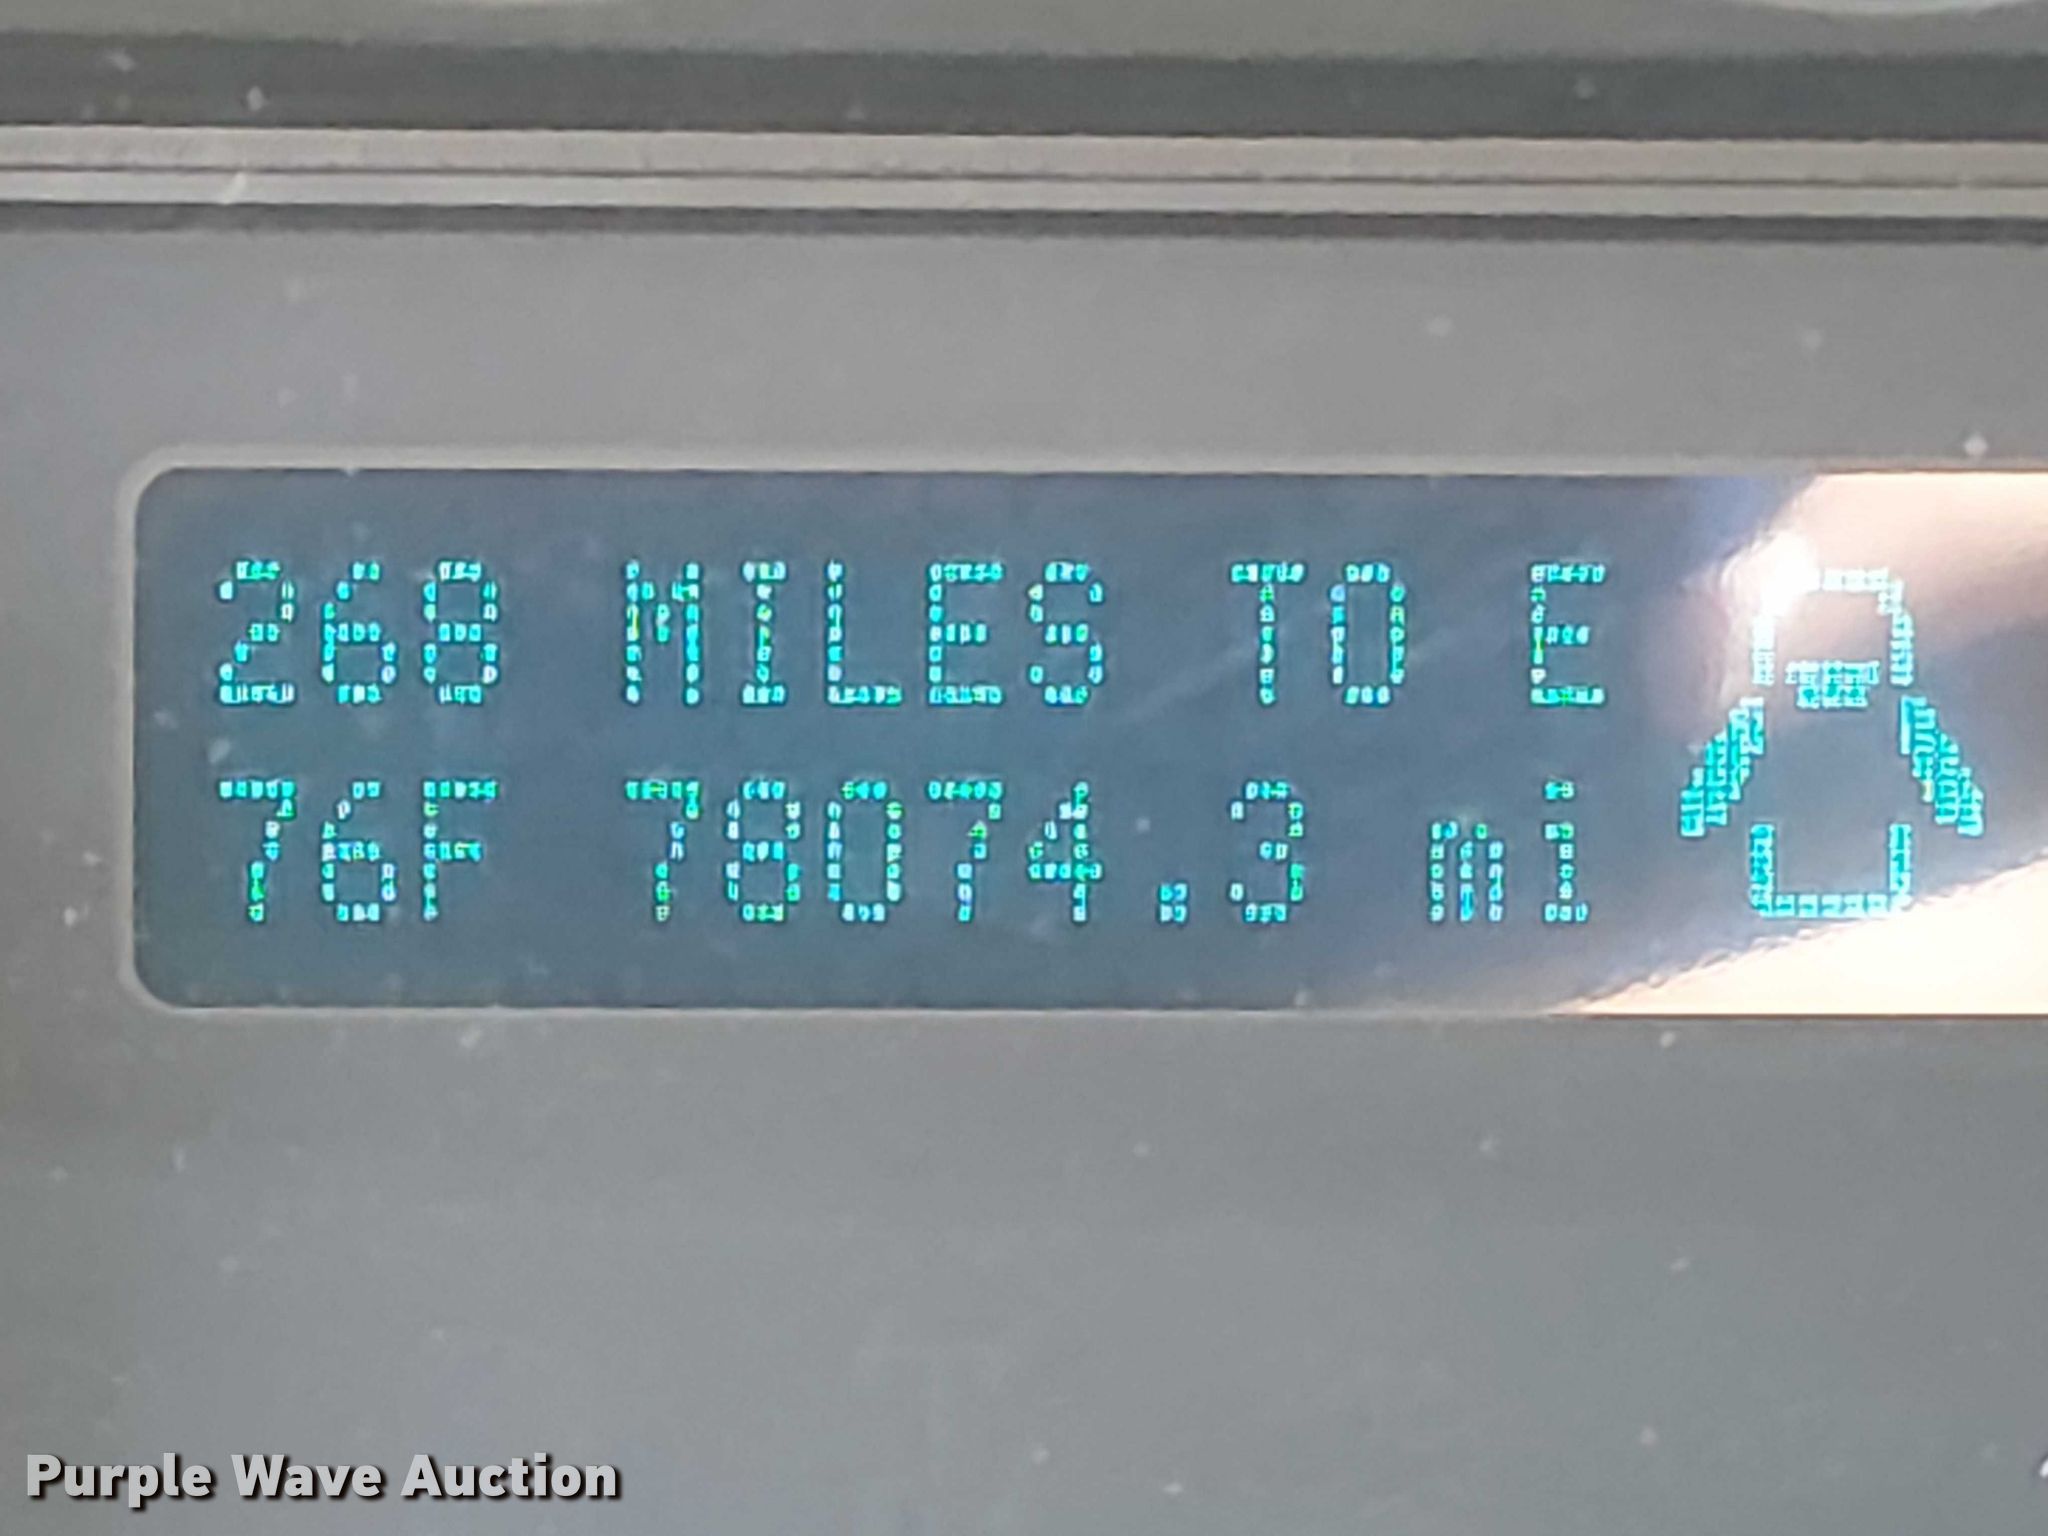 268 MILES TO E
76F 78074.3 mi
Purple Wave Auction